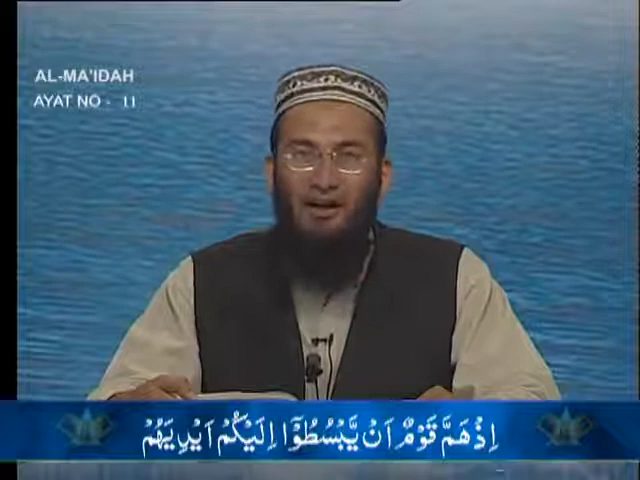 AL-MA'IDAH
AYAT NO - 11
اِذْ هَمَّ قَوْمٌ اَنْ يَّبْسُطُوْۤا اِلَيْكُمْ اَيْدِيَهُمْ